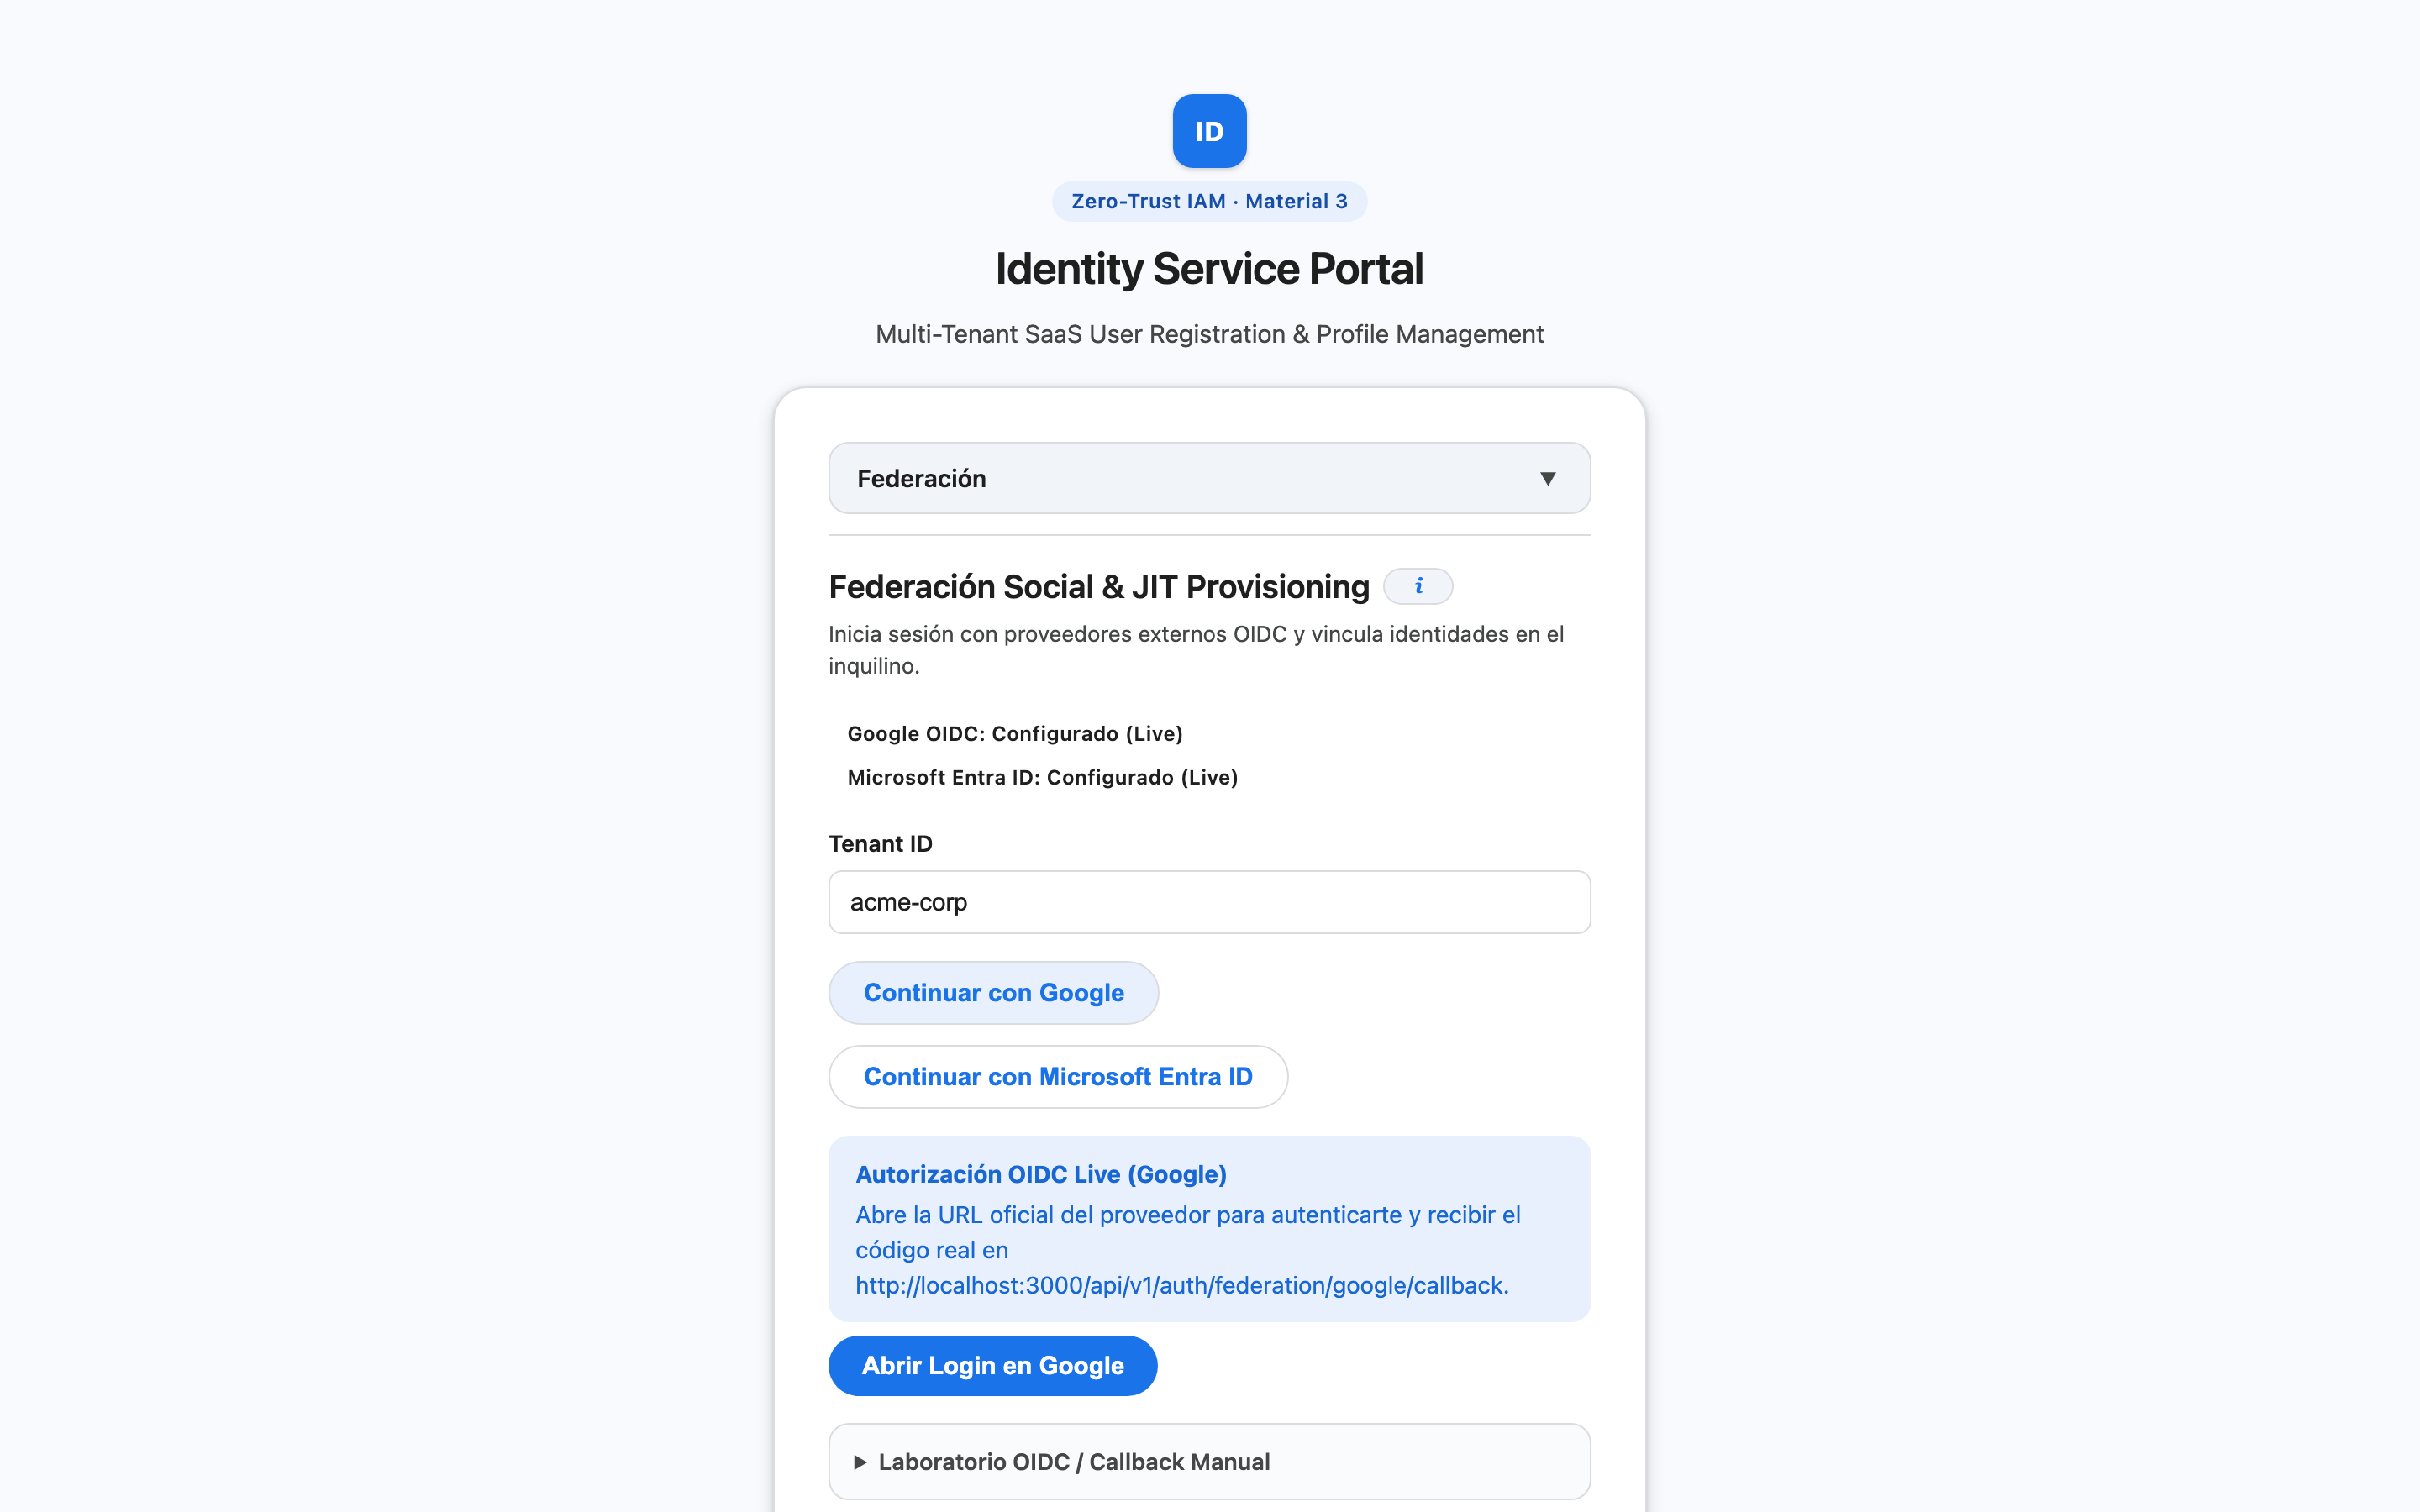 ID
Zero-Trust IAM · Material 3
Identity Service Portal
Multi-Tenant SaaS User Registration & Profile Management
Federación
Federación Social & JIT Provisioning
i
Inicia sesión con proveedores externos OIDC y vincula identidades en el
inquilino.
Google OIDC: Configurado (Live)
Microsoft Entra ID: Configurado (Live)
Tenant ID
acme-corp
Continuar con Google
Continuar con Microsoft Entra ID
Autorización OIDC Live (Google)
Abre la URL oficial del proveedor para autenticarte y recibir el
código real en
http://localhost:3000/api/v1/auth/federation/google/callback.
Abrir Login en Google
Laboratorio OIDC / Callback Manual